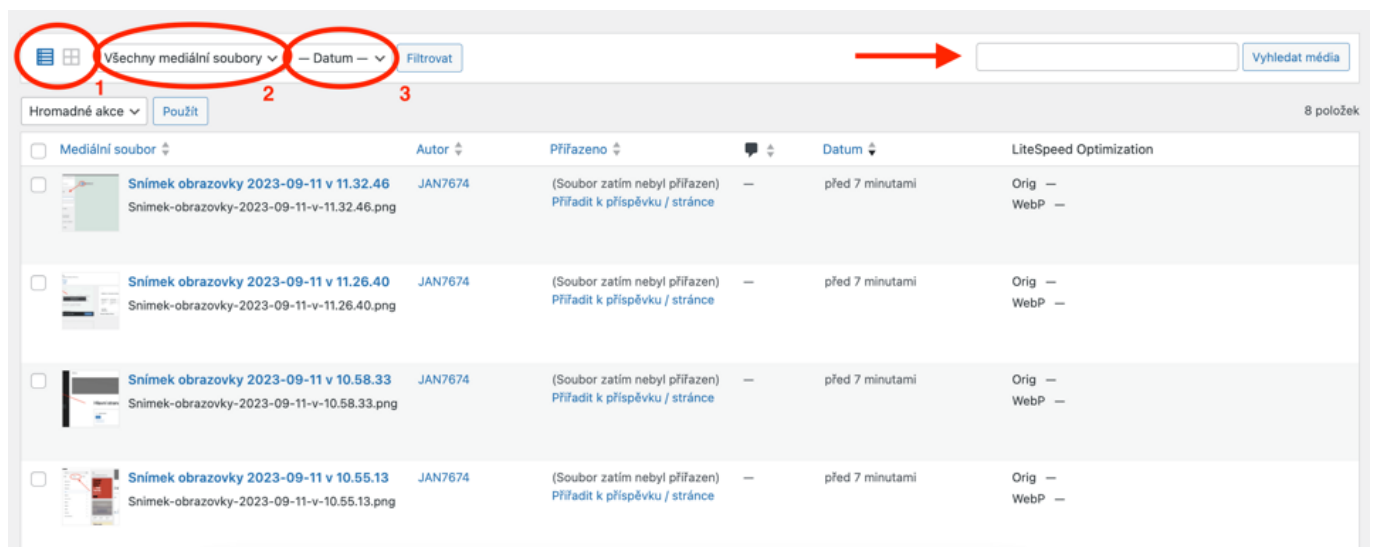 Všechny mediální soubory — Datum — Filtrovat Vyhledat média
1 2 3
Hromadné akce Použít 8 položek
Mediální soubor Autor Přiřazeno Datum LiteSpeed Optimization
Snímek obrazovky 2023-09-11 v 11.32.46 JAN7674 (Soubor zatím nebyl přiřazen) — před 7 minutami Orig —
Snimek-obrazovky-2023-09-11-v-11.32.46.png Přiřadit k příspěvku / stránce WebP —
Snímek obrazovky 2023-09-11 v 11.26.40 JAN7674 (Soubor zatím nebyl přiřazen) — před 7 minutami Orig —
Snimek-obrazovky-2023-09-11-v-11.26.40.png Přiřadit k příspěvku / stránce WebP —
Snímek obrazovky 2023-09-11 v 10.58.33 JAN7674 (Soubor zatím nebyl přiřazen) — před 7 minutami Orig —
Snimek-obrazovky-2023-09-11-v-10.58.33.png Přiřadit k příspěvku / stránce WebP —
Snímek obrazovky 2023-09-11 v 10.55.13 JAN7674 (Soubor zatím nebyl přiřazen) — před 7 minutami Orig —
Snimek-obrazovky-2023-09-11-v-10.55.13.png Přiřadit k příspěvku / stránce WebP —